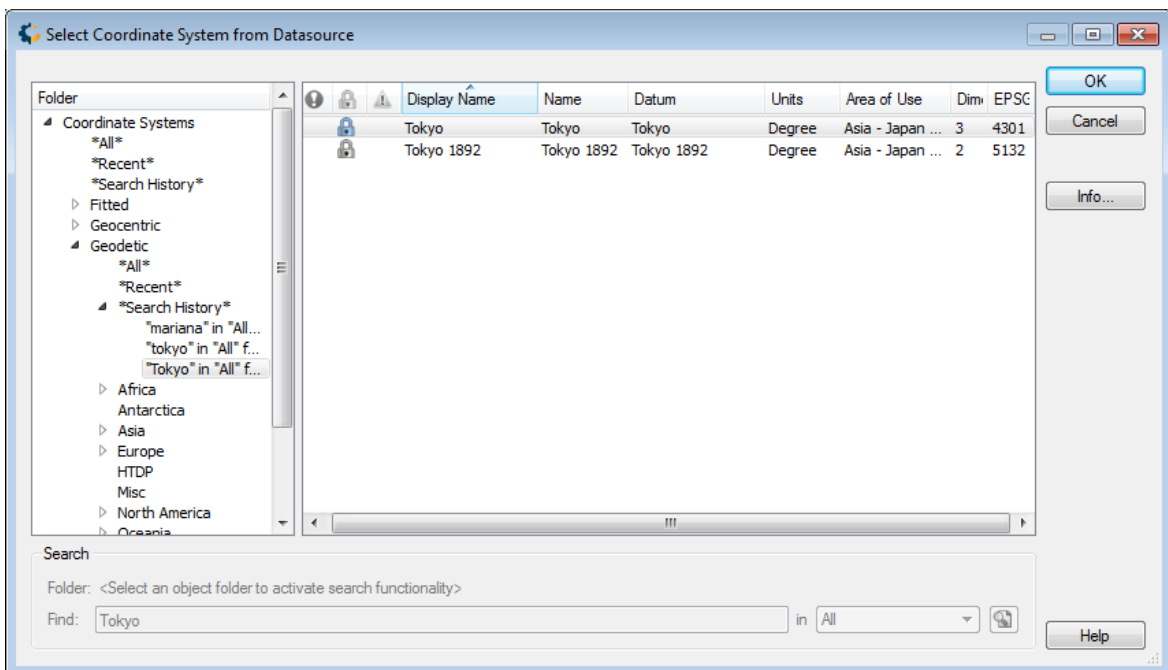 Select Coordinate System from Datasource
Folder
Coordinate Systems
*All*
*Recent*
*Search History*
Fitted
Geocentric
Geodetic
*All*
*Recent*
*Search History*
"mariana" in "All...
"tokyo" in "All" f...
"Tokyo" in "All" f...
Africa
Antarctica
Asia
Europe
HTDP
Misc
North America
Oceania
Display Name Name Datum Units Area of Use Dim EPSG
Tokyo Tokyo Tokyo Degree Asia - Japan ... 3 4301
Tokyo 1892 Tokyo 1892 Tokyo 1892 Degree Asia - Japan ... 2 5132
OK
Cancel
Info...
Search
Folder: <Select an object folder to activate search functionality>
Find: Tokyo in All
Help